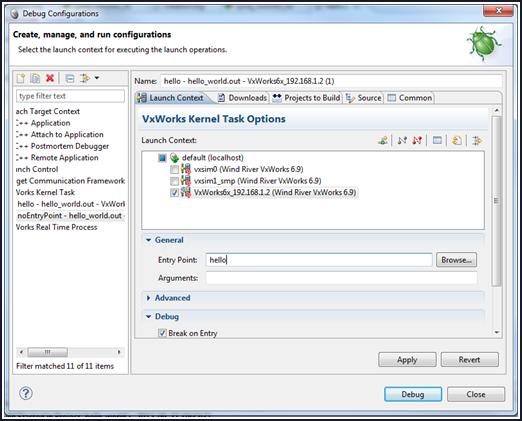 Debug Configurations
Create, manage, and run configurations
Select the launch context for executing the launch operations.
type filter text
ach Target Context
C++ Application
Attach to Application
C++ Postmortem Debugger
C++ Remote Application
nch Control
get Communication Framework
Works Kernel Task
hello - hello_world.out - VxWork
noEntryPoint - hello_world.out -
Works Real Time Process
Filter matched 11 of 11 items
Name: hello - hello_world.out - VxWorks6x_192.168.1.2 (1)
Launch Context Downloads Projects to Build Source Common
VxWorks Kernel Task Options
Launch Context:
default (localhost)
vxsim0 (Wind River VxWorks 6.9)
vxsim1_smp (Wind River VxWorks 6.9)
VxWorks6x_192.168.1.2 (Wind River VxWorks 6.9)
General
Entry Point: hello Browse...
Arguments:
Advanced
Debug
Break on Entry
Apply Revert
Debug Close